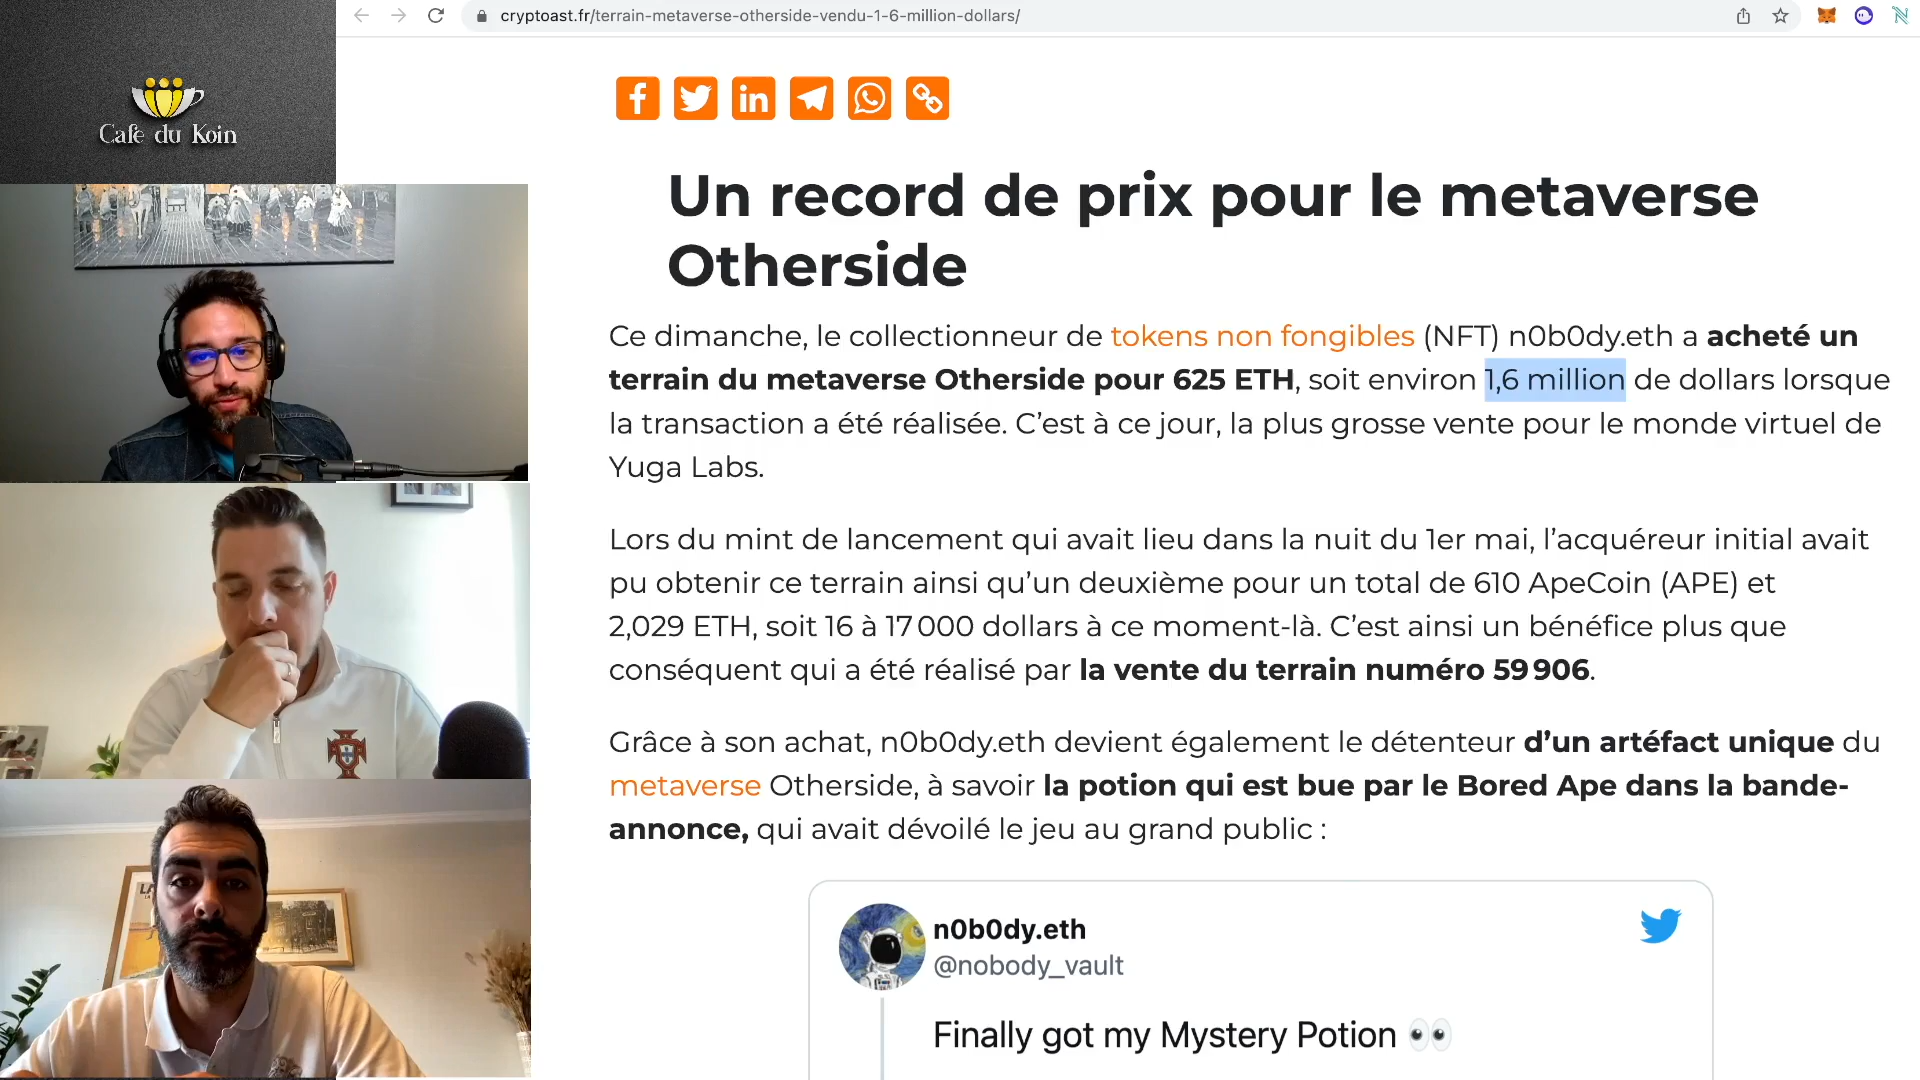 cryptoast.fr/terrain-metaverse-otherside-vendu-1-6-million-dollars/
Cafe du Koin
Un record de prix pour le metaverse
Otherside
Ce dimanche, le collectionneur de tokens non fongibles (NFT) n0b0dy.eth a acheté un
terrain du metaverse Otherside pour 625 ETH, soit environ 1,6 million de dollars lorsque
la transaction a été réalisée. C’est à ce jour, la plus grosse vente pour le monde virtuel de
Yuga Labs.
Lors du mint de lancement qui avait lieu dans la nuit du 1er mai, l’acquéreur initial avait
pu obtenir ce terrain ainsi qu’un deuxième pour un total de 610 ApeCoin (APE) et
2,029 ETH, soit 16 à 17 000 dollars à ce moment-là. C’est ainsi un bénéfice plus que
conséquent qui a été réalisé par la vente du terrain numéro 59 906.
Grâce à son achat, n0b0dy.eth devient également le détenteur d’un artéfact unique du
metaverse Otherside, à savoir la potion qui est bue par le Bored Ape dans la bande-
annonce, qui avait dévoilé le jeu au grand public :
n0b0dy.eth
@nobody_vault
Finally got my Mystery Potion 👀